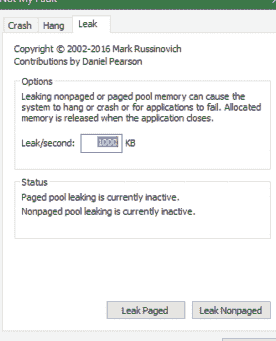 Not My Fault
Crash Hang Leak
Copyright © 2002-2016 Mark Russinovich
Contributions by Daniel Pearson
Options
Leaking nonpaged or paged pool memory can cause the
system to hang or crash or for applications to fail. Allocated
memory is released when the application closes.
Leak/second: 1000 KB
Status
Paged pool leaking is currently inactive.
Nonpaged pool leaking is currently inactive.
Leak Paged Leak Nonpaged